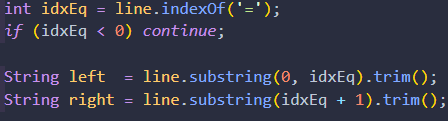 int idxEq = line.indexOf('=');
if (idxEq < 0) continue;

String left  = line.substring(0, idxEq).trim();
String right = line.substring(idxEq + 1).trim();